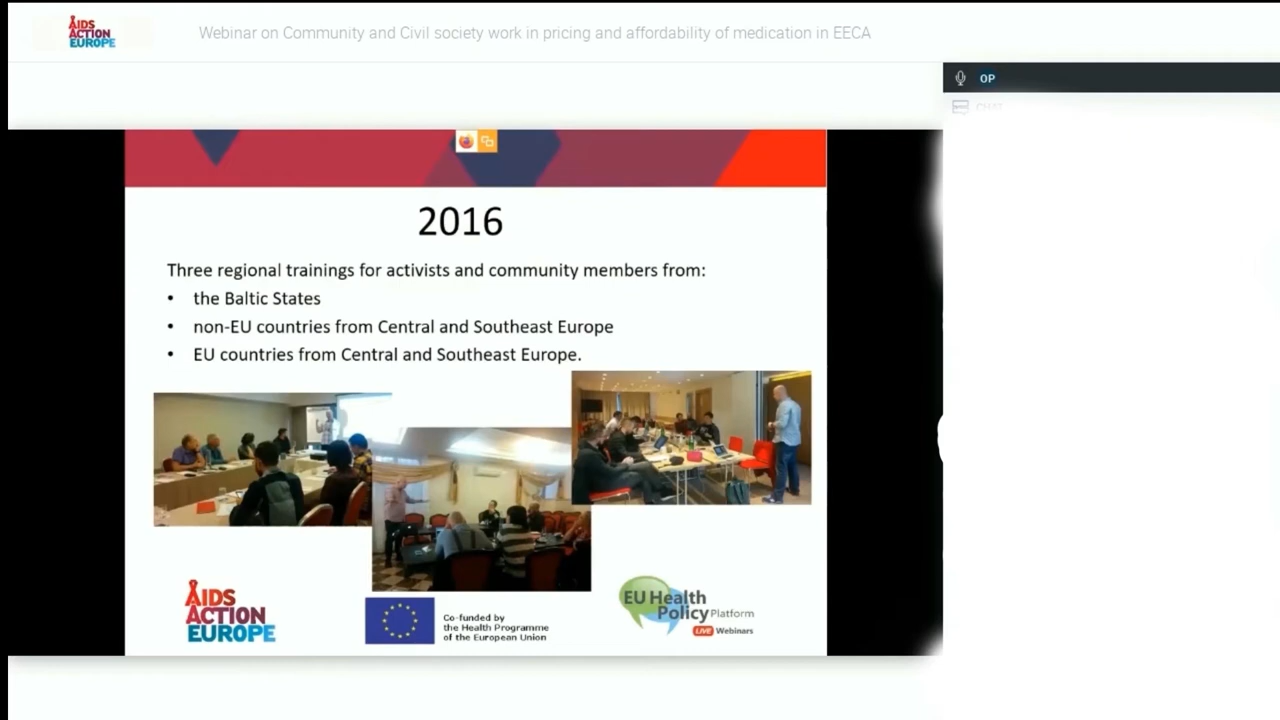 AIDS
ACTION
EUROPE
Webinar on Community and Civil society work in pricing and affordability of medication in EECA
OP
CHAT
2016
Three regional trainings for activists and community members from:
• the Baltic States
• non-EU countries from Central and Southeast Europe
• EU countries from Central and Southeast Europe.
AIDS
ACTION
EUROPE
Co-funded by
the Health Programme
of the European Union
EU Health
Policy Platform
LIVE Webinars